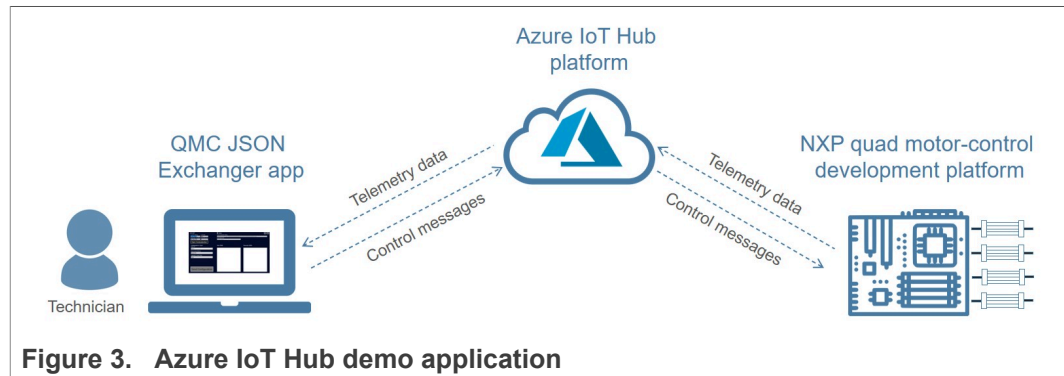 Azure IoT Hub
platform
QMC JSON
Exchanger app
NXP quad motor-control
development platform
Telemetry data
Control messages
Telemetry data
Control messages
Technician
Figure 3. Azure IoT Hub demo application